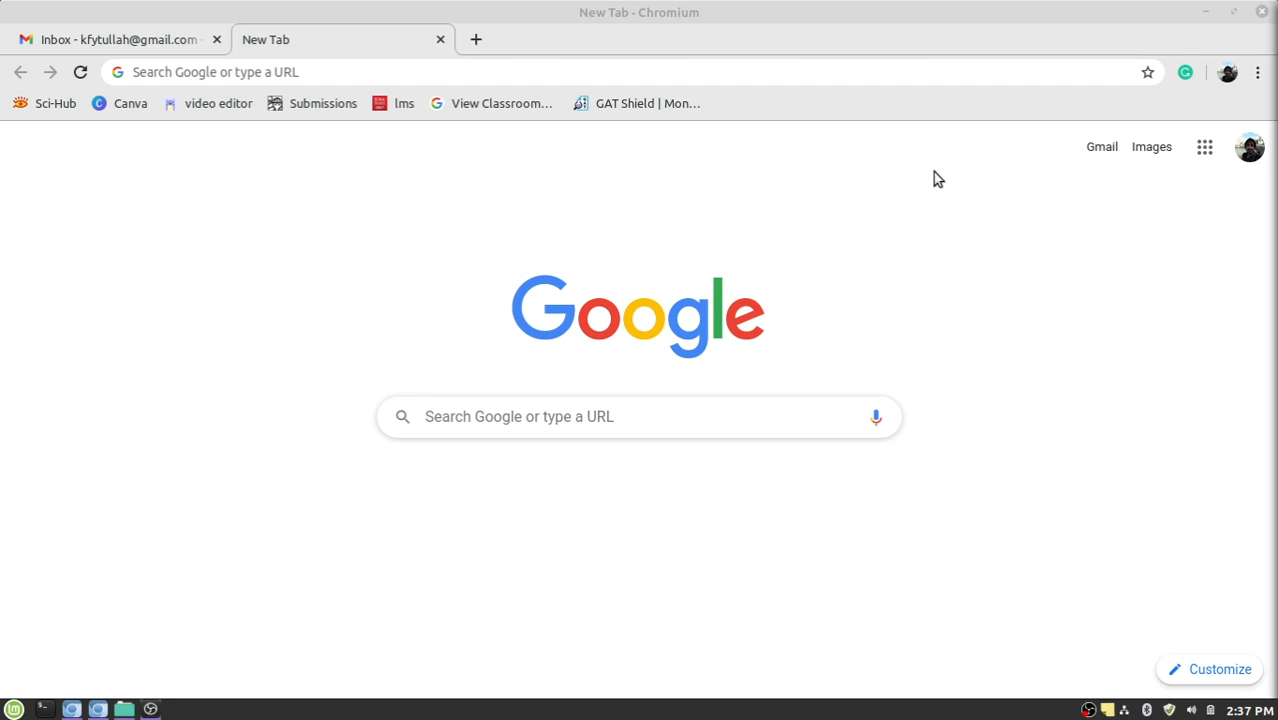 New Tab - Chromium
Inbox - kfytullah@gmail.com -
New Tab
Search Google or type a URL
Sci-Hub
Canva
video editor
Submissions
lms
View Classroom...
GAT Shield | Mon...
Gmail
Images
Google
Search Google or type a URL
Customize
2:37 PM